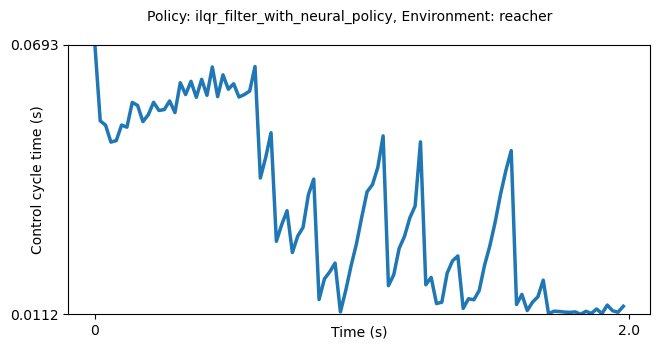 Policy: ilqr_filter_with_neural_policy, Environment: reacher
0.0693
Control cycle time (s)
0.0112
0
Time (s)
2.0